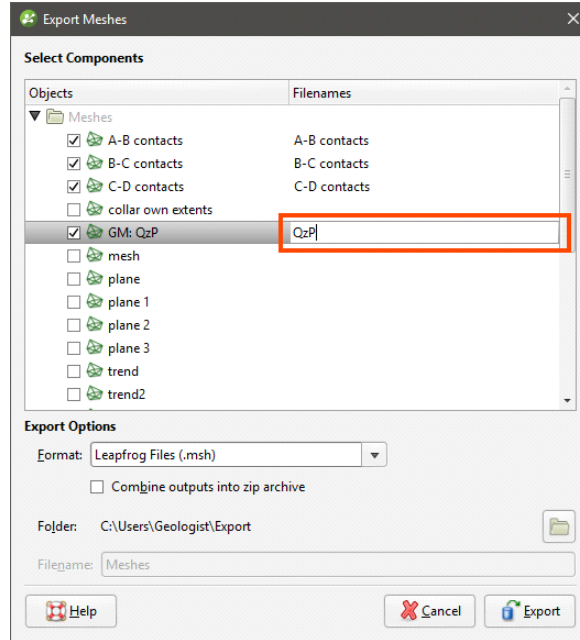 Export Meshes
Select Components
Objects Filenames
Meshes
A-B contacts A-B contacts
B-C contacts B-C contacts
C-D contacts C-D contacts
collar own extents
GM: QzP QzP
mesh
plane
plane 1
plane 2
plane 3
trend
trend2
Export Options
Format: Leapfrog Files (.msh)
Combine outputs into zip archive
Folder: C:\Users\Geologist\Export
Filename: Meshes
Help Cancel Export